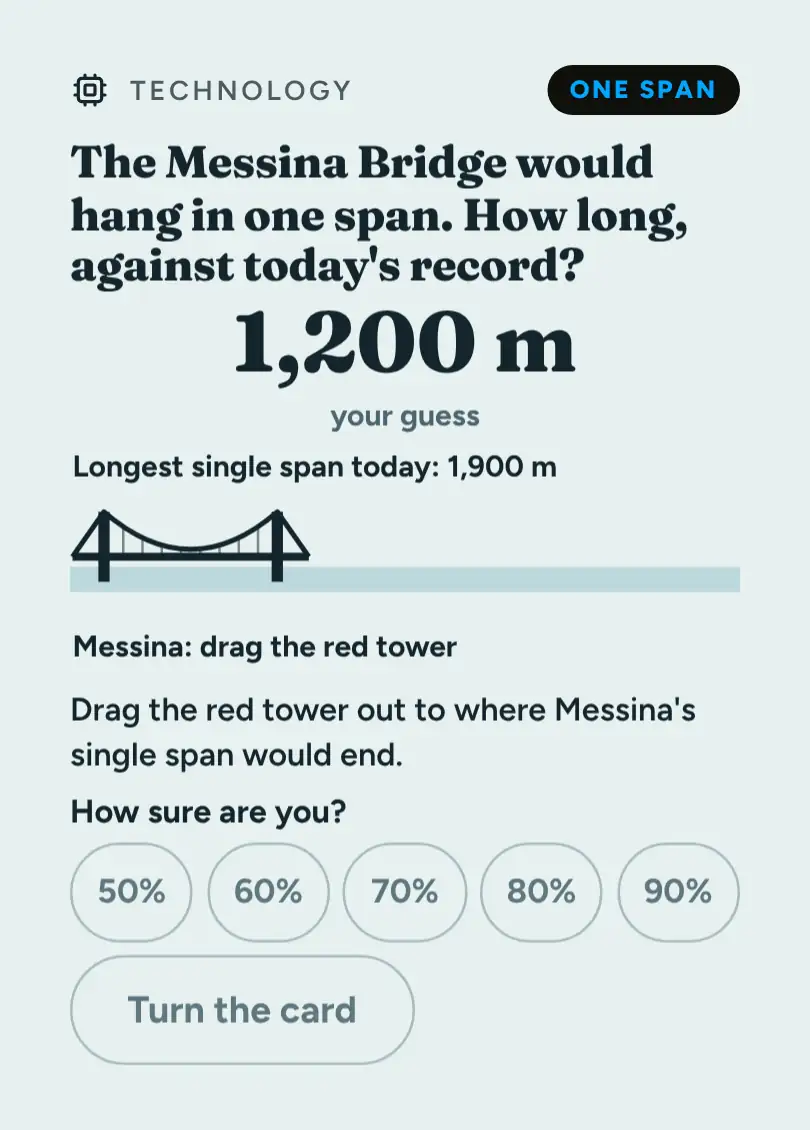 TECHNOLOGY
ONE SPAN
The Messina Bridge would
hang in one span. How long,
against today's record?
1,200 m
your guess
Longest single span today: 1,900 m
Messina: drag the red tower
Drag the red tower out to where Messina's
single span would end.
How sure are you?
50%
60%
70%
80%
90%
Turn the card